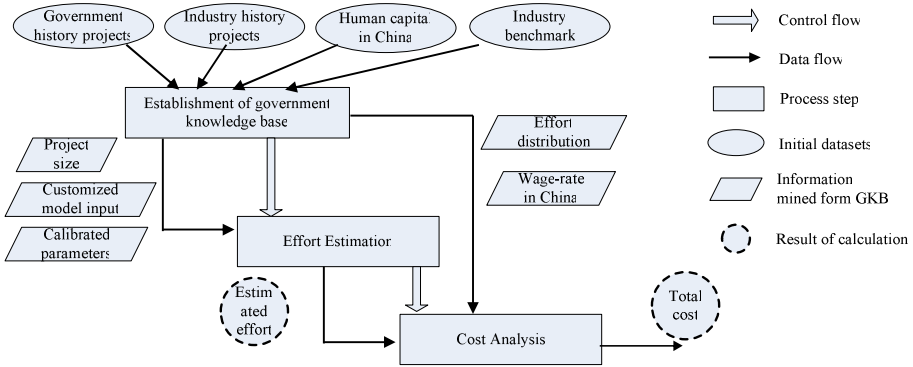 Government
history projects
Industry history
projects
Human capita
in China
Industry
benchmark
Establishment of government
knowledge base
Project
size
Customized
model input
Calibrated
parameters
Effort
distribution
Wage-rate
in China
Effort Estimation
Estim
ated
effort
Cost Analysis
Total
cost
Control flow
Data flow
Process step
Initial datasets
Information
mined form GKB
Result of calculation